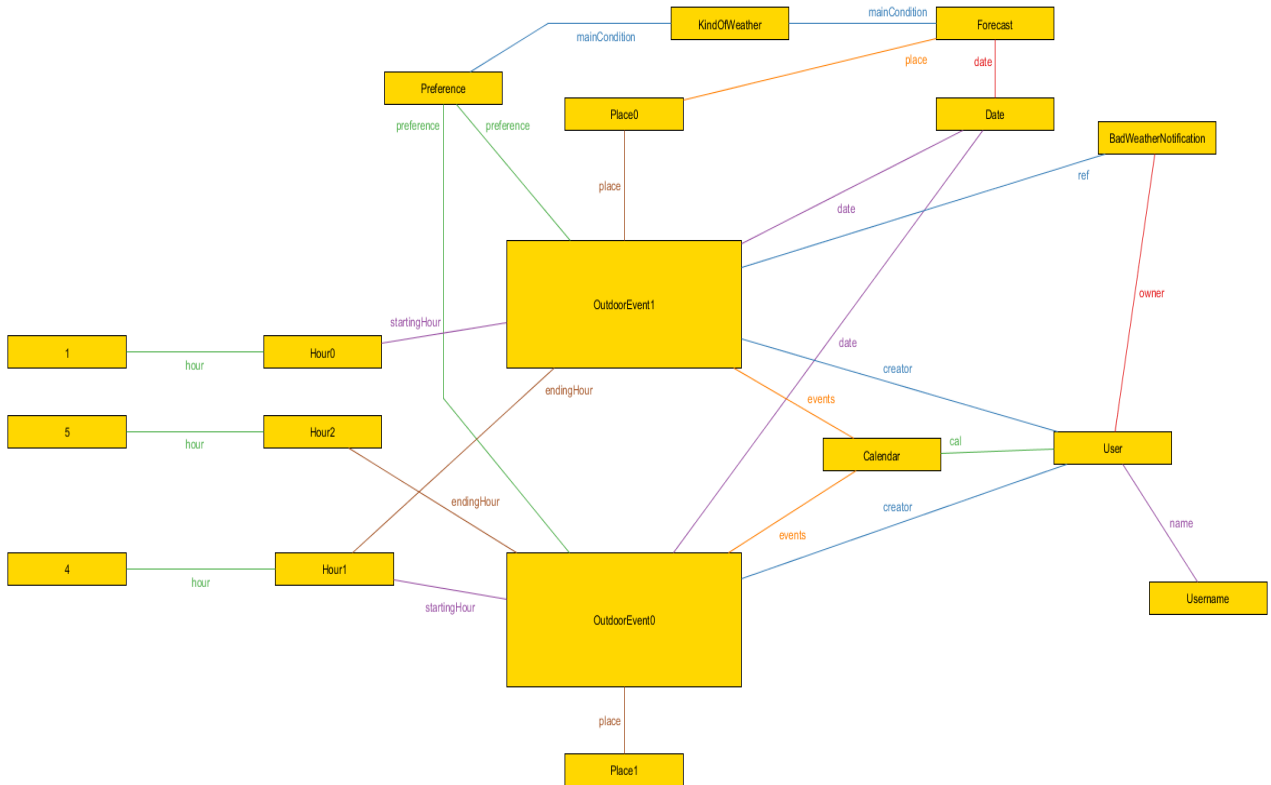 KindOfWeather
mainCondition
Forecast
mainCondition
place
date
Preference
Place0
Date
preference
preference
BadWeatherNotification
place
ref
date
OutdoorEvent1
owner
startingHour
1
hour
Hour0
date
creator
endingHour
events
5
hour
Hour2
cal
User
Calendar
endingHour
creator
name
events
4
hour
Hour1
startingHour
Username
OutdoorEvent0
place
Place1